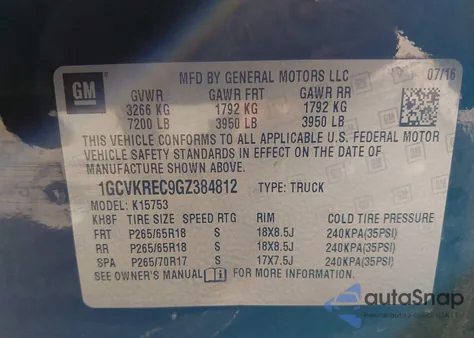 GM
MFD BY GENERAL MOTORS LLC 07/16
GVWR GAWR FRT GAWR RR
3266 KG 1792 KG 1792 KG
7200 LB 3950 LB 3950 LB
THIS VEHICLE CONFORMS TO ALL APPLICABLE U.S. FEDERAL MOTOR
VEHICLE SAFETY STANDARDS IN EFFECT ON THE DATE OF
MANUFACTURE SHOWN ABOVE.
1GCVKREC9GZ384812 TYPE: TRUCK
MODEL: K15753
KH8F TIRE SIZE SPEED RTG RIM COLD TIRE PRESSURE
FRT P265/65R18 S 18X8.5J 240KPA(35PSI)
RR P265/65R18 S 18X8.5J 240KPA(35PSI)
SPA P265/70R17 S 17X7.5J 240KPA(35PSI)
SEE OWNER'S MANUAL FOR MORE INFORMATION
autoSnap